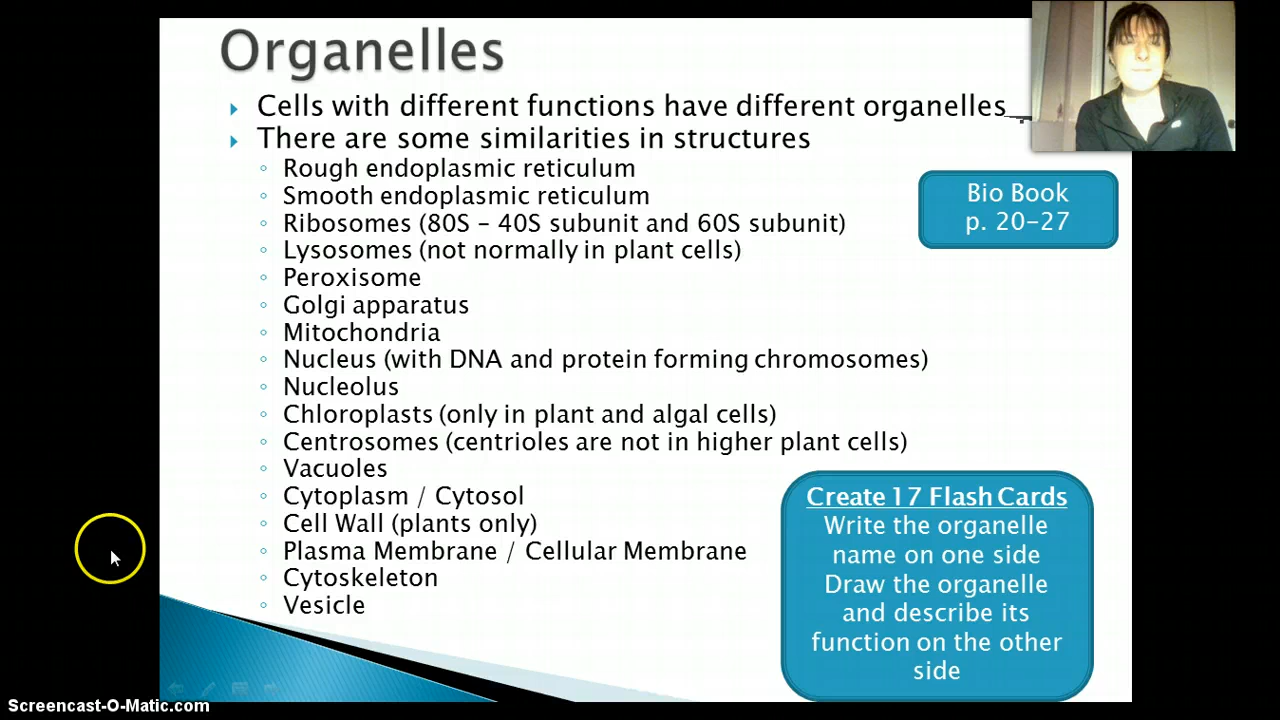 Organelles
Cells with different functions have different organelles
There are some similarities in structures
Rough endoplasmic reticulum
Smooth endoplasmic reticulum
Ribosomes (80S – 40S subunit and 60S subunit)
Lysosomes (not normally in plant cells)
Peroxisome
Golgi apparatus
Mitochondria
Nucleus (with DNA and protein forming chromosomes)
Nucleolus
Chloroplasts (only in plant and algal cells)
Centrosomes (centrioles are not in higher plant cells)
Vacuoles
Cytoplasm / Cytosol
Cell Wall (plants only)
Plasma Membrane / Cellular Membrane
Cytoskeleton
Vesicle
Bio Book
p. 20–27
Create 17 Flash Cards
Write the organelle
name on one side
Draw the organelle
and describe its
function on the other
side
Screencast-O-Matic.com